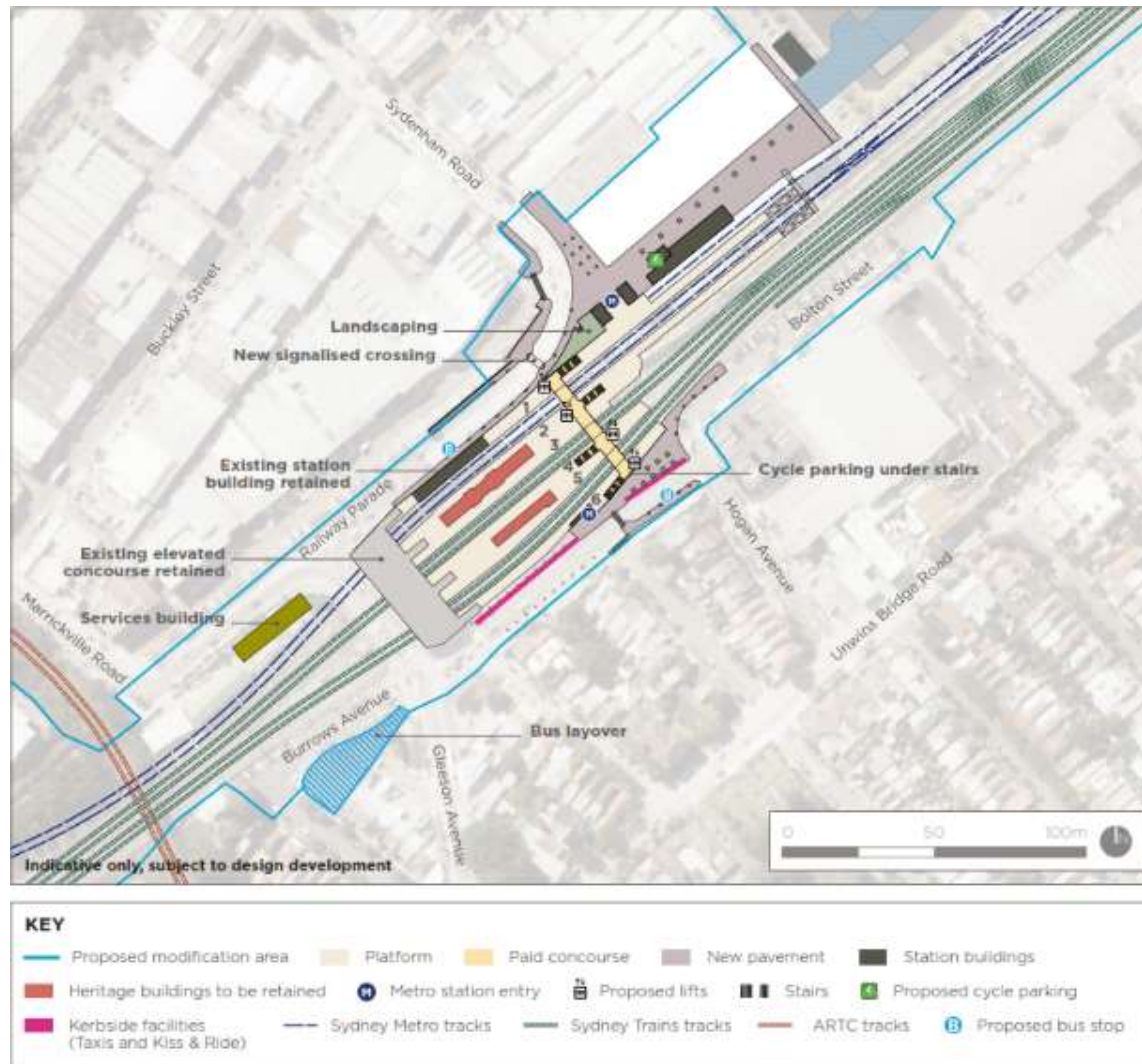 Sydenham Road
Buckley Street
Landscaping
New signalised crossing
Bolton Street
1
2
3
4
5
6
B
M
Existing station
building retained
Cycle parking under stairs
Railway Parade
B
M
Hogan Avenue
Existing elevated
concourse retained
Unwins Bridge Road
Marrickville Road
Services building
Burrows Avenue
Bus layover
Gleeson Avenue
0 50 100m
Indicative only, subject to design development
KEY
Proposed modification area Platform Paid concourse New pavement Station buildings
Heritage buildings to be retained M Metro station entry Proposed lifts Stairs Proposed cycle parking
Kerbside facilities
(Taxis and Kiss & Ride) Sydney Metro tracks Sydney Trains tracks ARTC tracks B Proposed bus stop